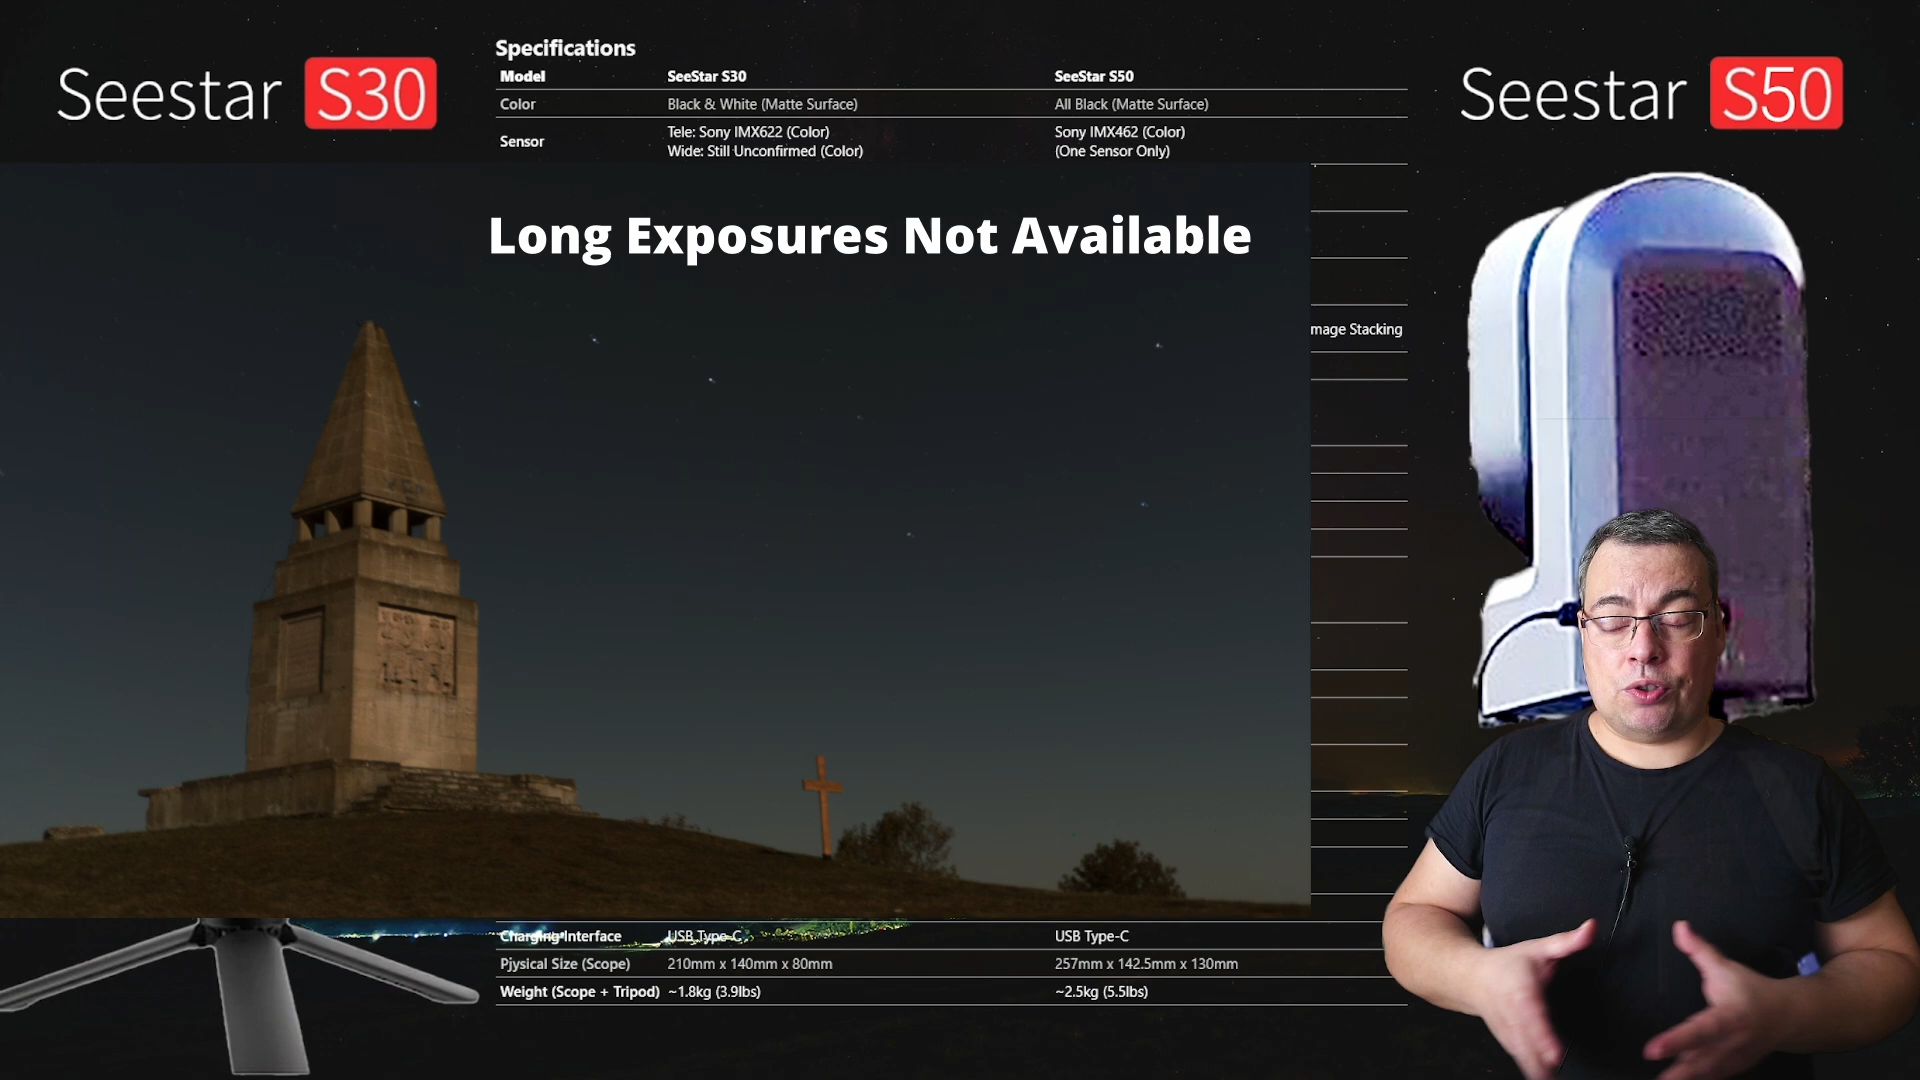 Seestar S30
Specifications
Model SeeStar S30 SeeStar S50
Color Black & White (Matte Surface) All Black (Matte Surface)
Sensor Tele: Sony IMX622 (Color) Sony IMX462 (Color)
Wide: Still Unconfirmed (Color) (One Sensor Only)
Seestar S50
Long Exposures Not Available
mage Stacking
Charging Interface USB Type-C USB Type-C
Pjysical Size (Scope) 210mm x 140mm x 80mm 257mm x 142.5mm x 130mm
Weight (Scope + Tripod) ~1.8kg (3.9lbs) ~2.5kg (5.5lbs)